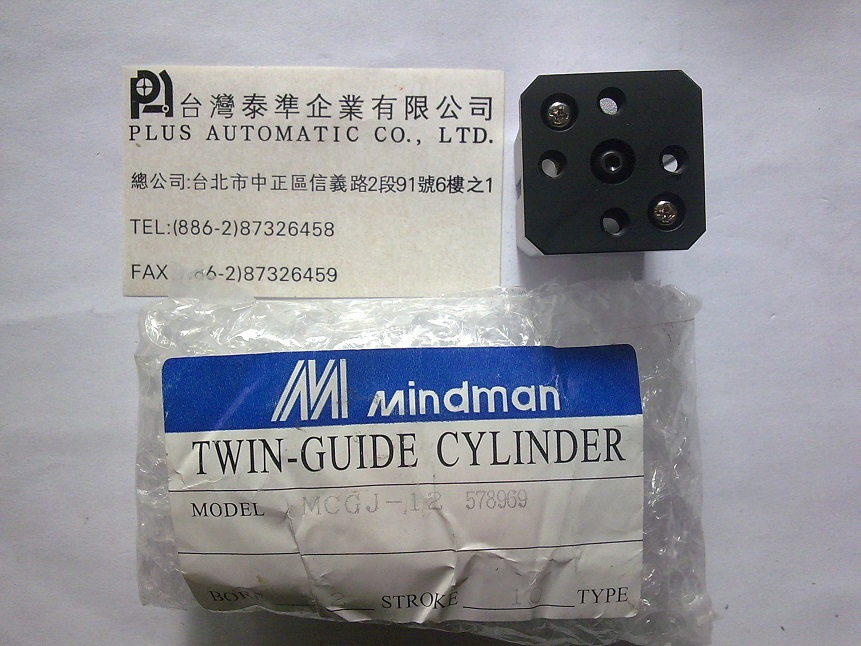 台灣泰準企業有限公司
PLUS AUTOMATIC CO., LTD.
總公司:台北市中正區信義路2段91號6樓之1
TEL:(886-2)87326458
FAX 6-2)87326459
Mindman
TWIN-GUIDE CYLINDER
MODEL MCGJ-12 578969
STROKE TYPE